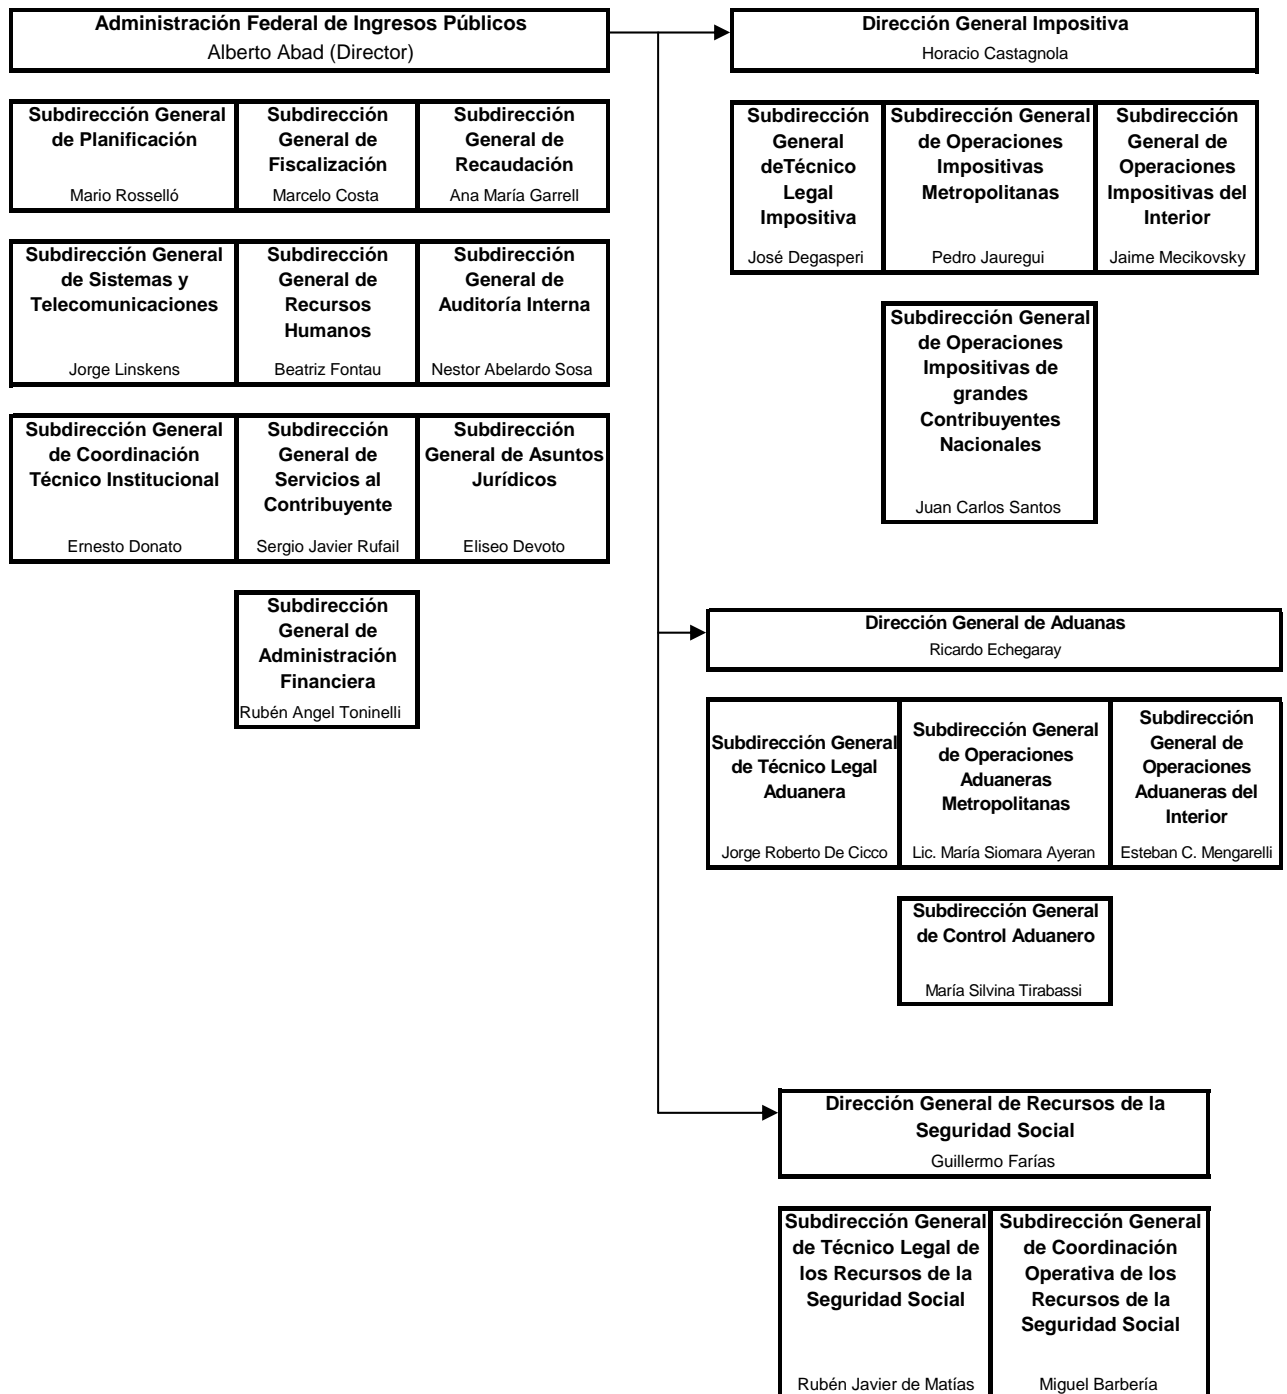 Administración Federal de Ingresos Públicos
Alberto Abad (Director)
Subdirección General
de Planificación
Mario Rosselló
Subdirección
General de
Fiscalización
Marcelo Costa
Subdirección
General de
Recaudación
Ana María Garrell
Subdirección General
de Sistemas y
Telecomunicaciones
Jorge Linskens
Subdirección
General de
Recursos
Humanos
Beatriz Fontau
Subdirección
General de
Auditoría Interna
Nestor Abelardo Sosa
Subdirección General
de Coordinación
Técnico Institucional
Ernesto Donato
Subdirección
General de
Servicios al
Contribuyente
Sergio Javier Rufail
Subdirección
General de Asuntos
Jurídicos
Eliseo Devoto
Subdirección
General de
Administración
Financiera
Rubén Angel Toninelli
Dirección General Impositiva
Horacio Castagnola
Subdirección
General
deTécnico
Legal
Impositiva
José Degasperi
Subdirección General
de Operaciones
Impositivas
Metropolitanas
Pedro Jauregui
Subdirección
General de
Operaciones
Impositivas del
Interior
Jaime Mecikovsky
Subdirección General
de Operaciones
Impositivas de
grandes
Contribuyentes
Nacionales
Juan Carlos Santos
Dirección General de Aduanas
Ricardo Echegaray
Subdirección General
de Técnico Legal
Aduanera
Jorge Roberto De Cicco
Subdirección General
de Operaciones
Aduaneras
Metropolitanas
Lic. María Siomara Ayeran
Subdirección
General de
Operaciones
Aduaneras del
Interior
Esteban C. Mengarelli
Subdirección General
de Control Aduanero
María Silvina Tirabassi
Dirección General de Recursos de la
Seguridad Social
Guillermo Farías
Subdirección General
de Técnico Legal de
los Recursos de la
Seguridad Social
Rubén Javier de Matías
Subdirección General
de Coordinación
Operativa de los
Recursos de la
Seguridad Social
Miguel Barbería